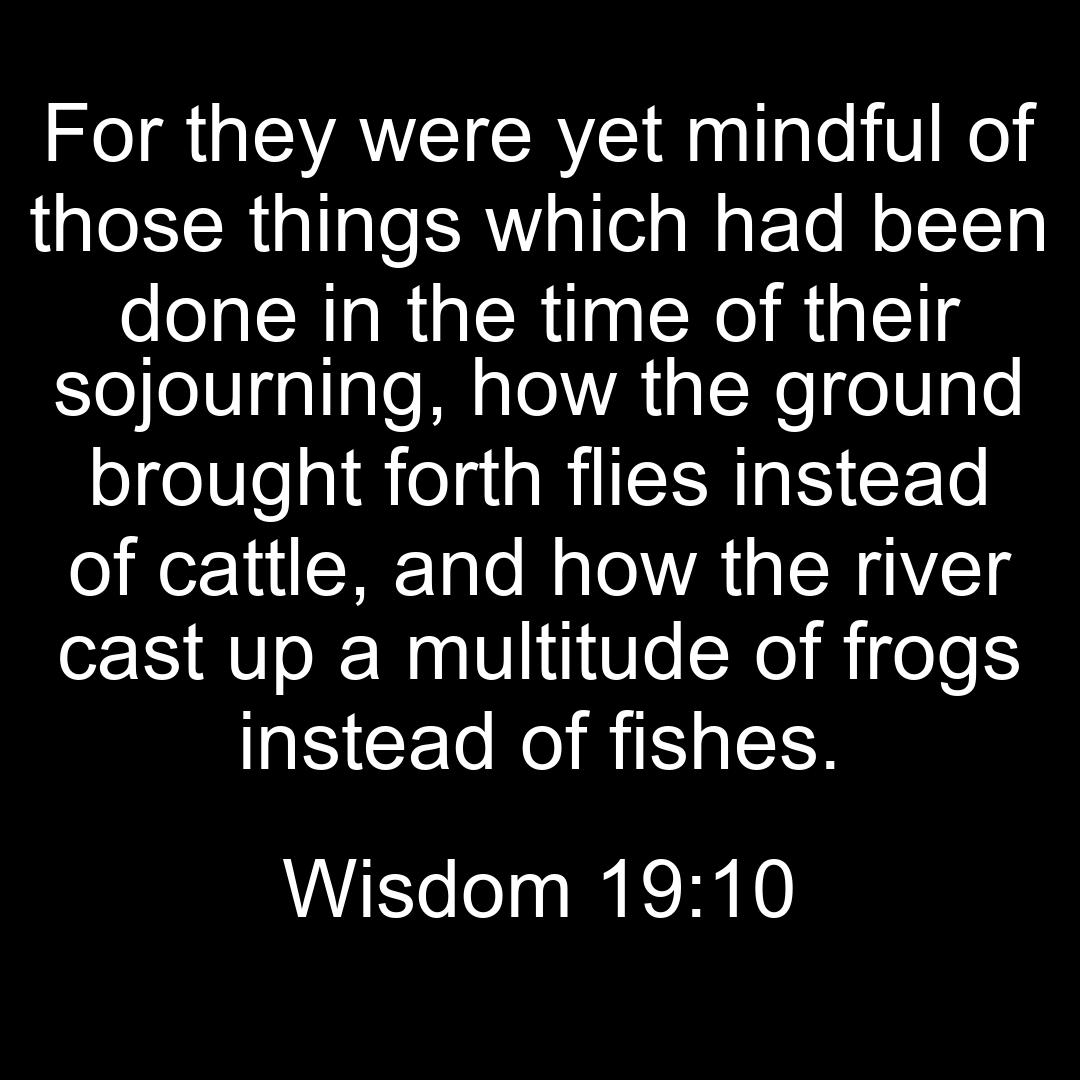 For they were yet mindful of
those things which had been
done in the time of their
sojourning, how the ground
brought forth flies instead
of cattle, and how the river
cast up a multitude of frogs
instead of fishes.
Wisdom 19:10